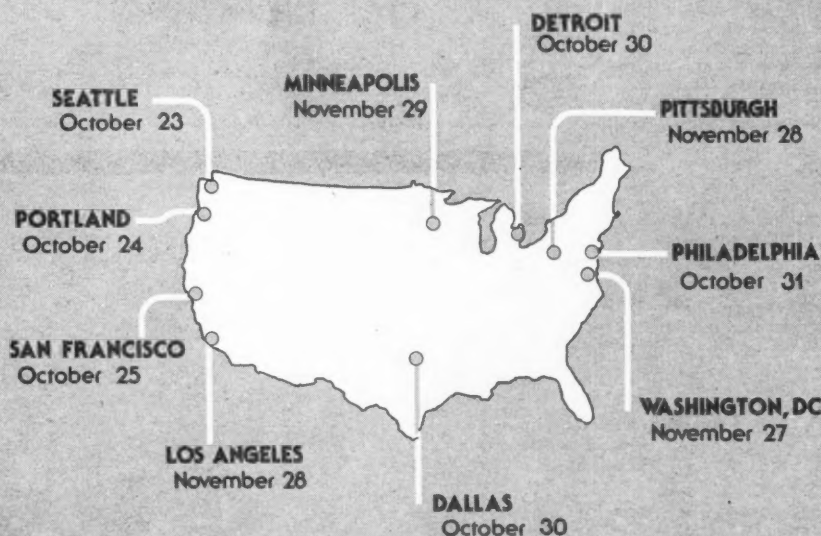 DETROIT
October 30
MINNEAPOLIS
November 29
SEATTLE
October 23
PITTSBURGH
November 28
PORTLAND
October 24
PHILADELPHIA
October 31
SAN FRANCISCO
October 25
WASHINGTON, DC
November 27
LOS ANGELES
November 28
DALLAS
October 30